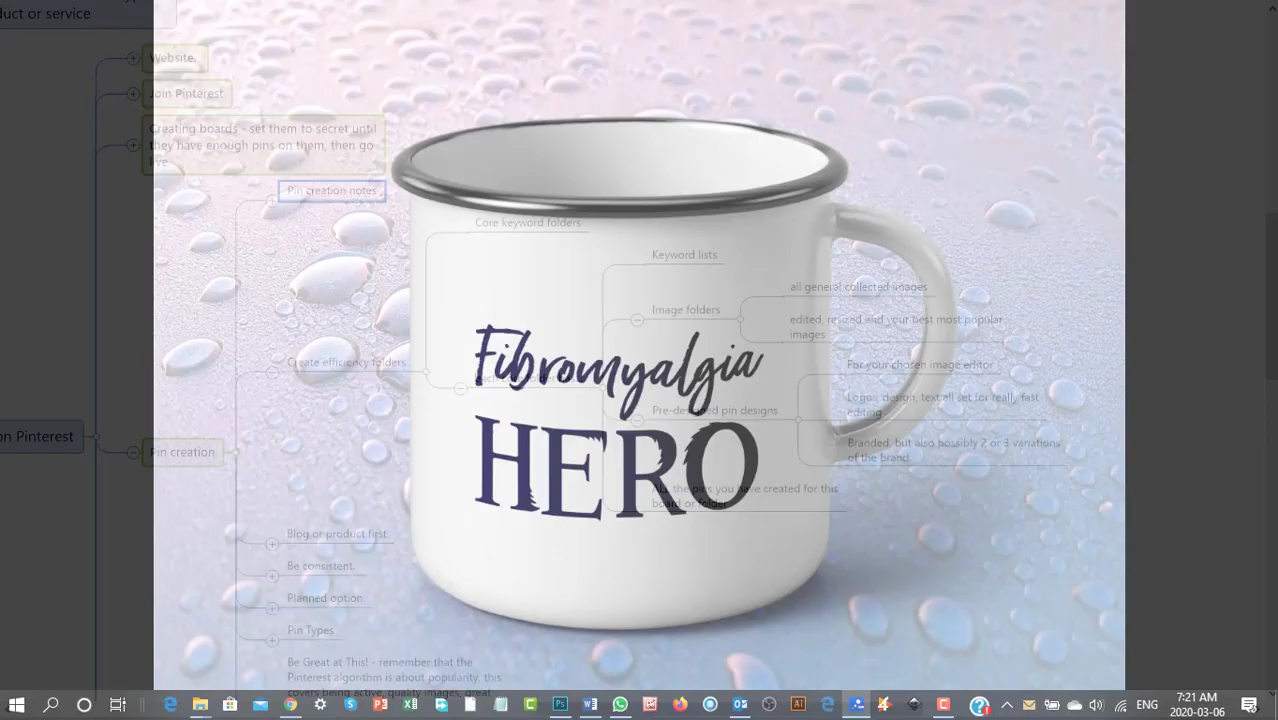 duct or service
Website.
Join Pinterest
Creating boards - set them to secret until
they have enough pins on them, then go
live
Pin creation notes
Core keyword folders
Keyword lists
all general collected images
Image folders
edited, resized and your best most popular
images
Create efficiency folders
Fibromyalgia
HERO
For your chosen image editor
Pre-designed pin designs
Logos, design, text all set for really fast
editing
on Pinterest
Pin creation
Branded, but also possibly 2 or 3 variations
of the brand.
ALL the pins you have created for this
board or folder
Blog or product first
Be consistent.
Planned option
Pin Types
Be Great at This! - remember that the
Pinterest algorithm is about popularity, this
covers being active, quality images, great
ENG
7:21 AM
2020-03-06